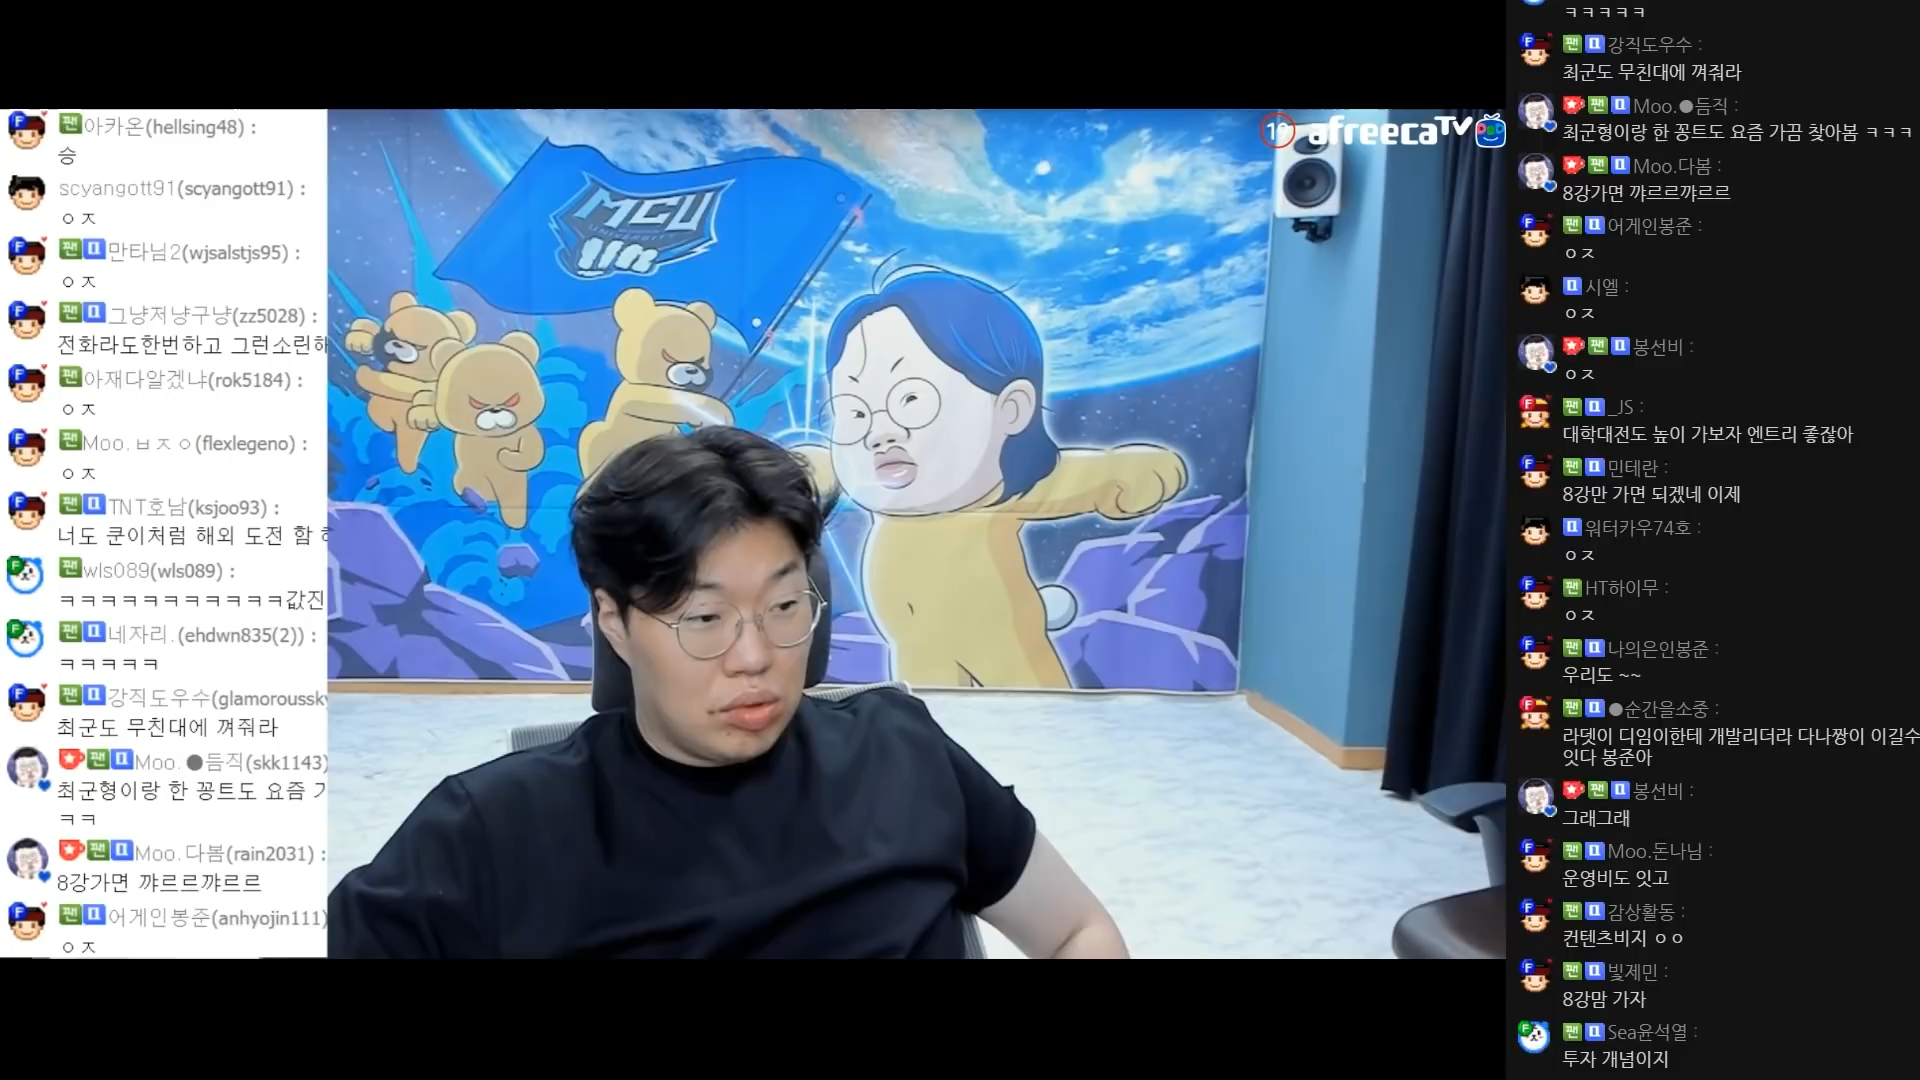 아카온(hellsing48) :
승
scyangott91(scyangott91) :
ㅇㅈ
만타님2(wjsalstjs95) :
ㅇㅈ
그냥저냥구냥(zz5028) :
전화라도한번하고 그런소린해
아재다알겠냐(rok5184) :
ㅇㅈ
Moo.ㅂㅈㅇ(flexlegeno) :
ㅇㅈ
TNT호남(ksjoo93) :
너도 쿤이처럼 해외 도전 함 ㅎ
wls089(wls089) :
ㅋㅋㅋㅋㅋㅋㅋㅋㅋㅋㅋ값진
네자리.(ehdwn835(2)) :
ㅋㅋㅋㅋㅋ
강직도우수(glamoroussky
최군도 무친대에 껴줘라
Moo.●듬직(skk1143)
최군형이랑 한 꽁트도 요즘 가
ㅋㅋ
Moo.다봄(rain2031) :
8강가면 꺄르르꺄르르
어게인봉준(anhyojin111)
ㅇㅈ
MCU
UNIVERSITY
19 afreecaTV
ㅋㅋㅋㅋㅋ
강직도우수 :
최군도 무친대에 껴줘라
Moo.●듬직 :
최군형이랑 한 꽁트도 요즘 가끔 찾아봄 ㅋㅋㅋ
Moo.다봄 :
8강가면 꺄르르꺄르르
어게인봉준 :
ㅇㅈ
시엘 :
ㅇㅈ
봉선비 :
ㅇㅈ
_JS :
대학대전도 높이 가보자 엔트리 좋잖아
민테란 :
8강만 가면 되겠네 이제
워터카우74호 :
ㅇㅈ
HT하이무 :
ㅇㅈ
나의은인봉준 :
우리도 ~~
●순간을소중 :
라뎃이 디임이한테 개발리더라 다나짱이 이길수
잇다 봉준아
봉선비 :
그래그래
Moo.돈나님 :
운영비도 잇고
감상활동 :
컨텐츠비지 ㅇㅇ
빛제민 :
8강맘 가자
Sea윤석열 :
투자 개념이지